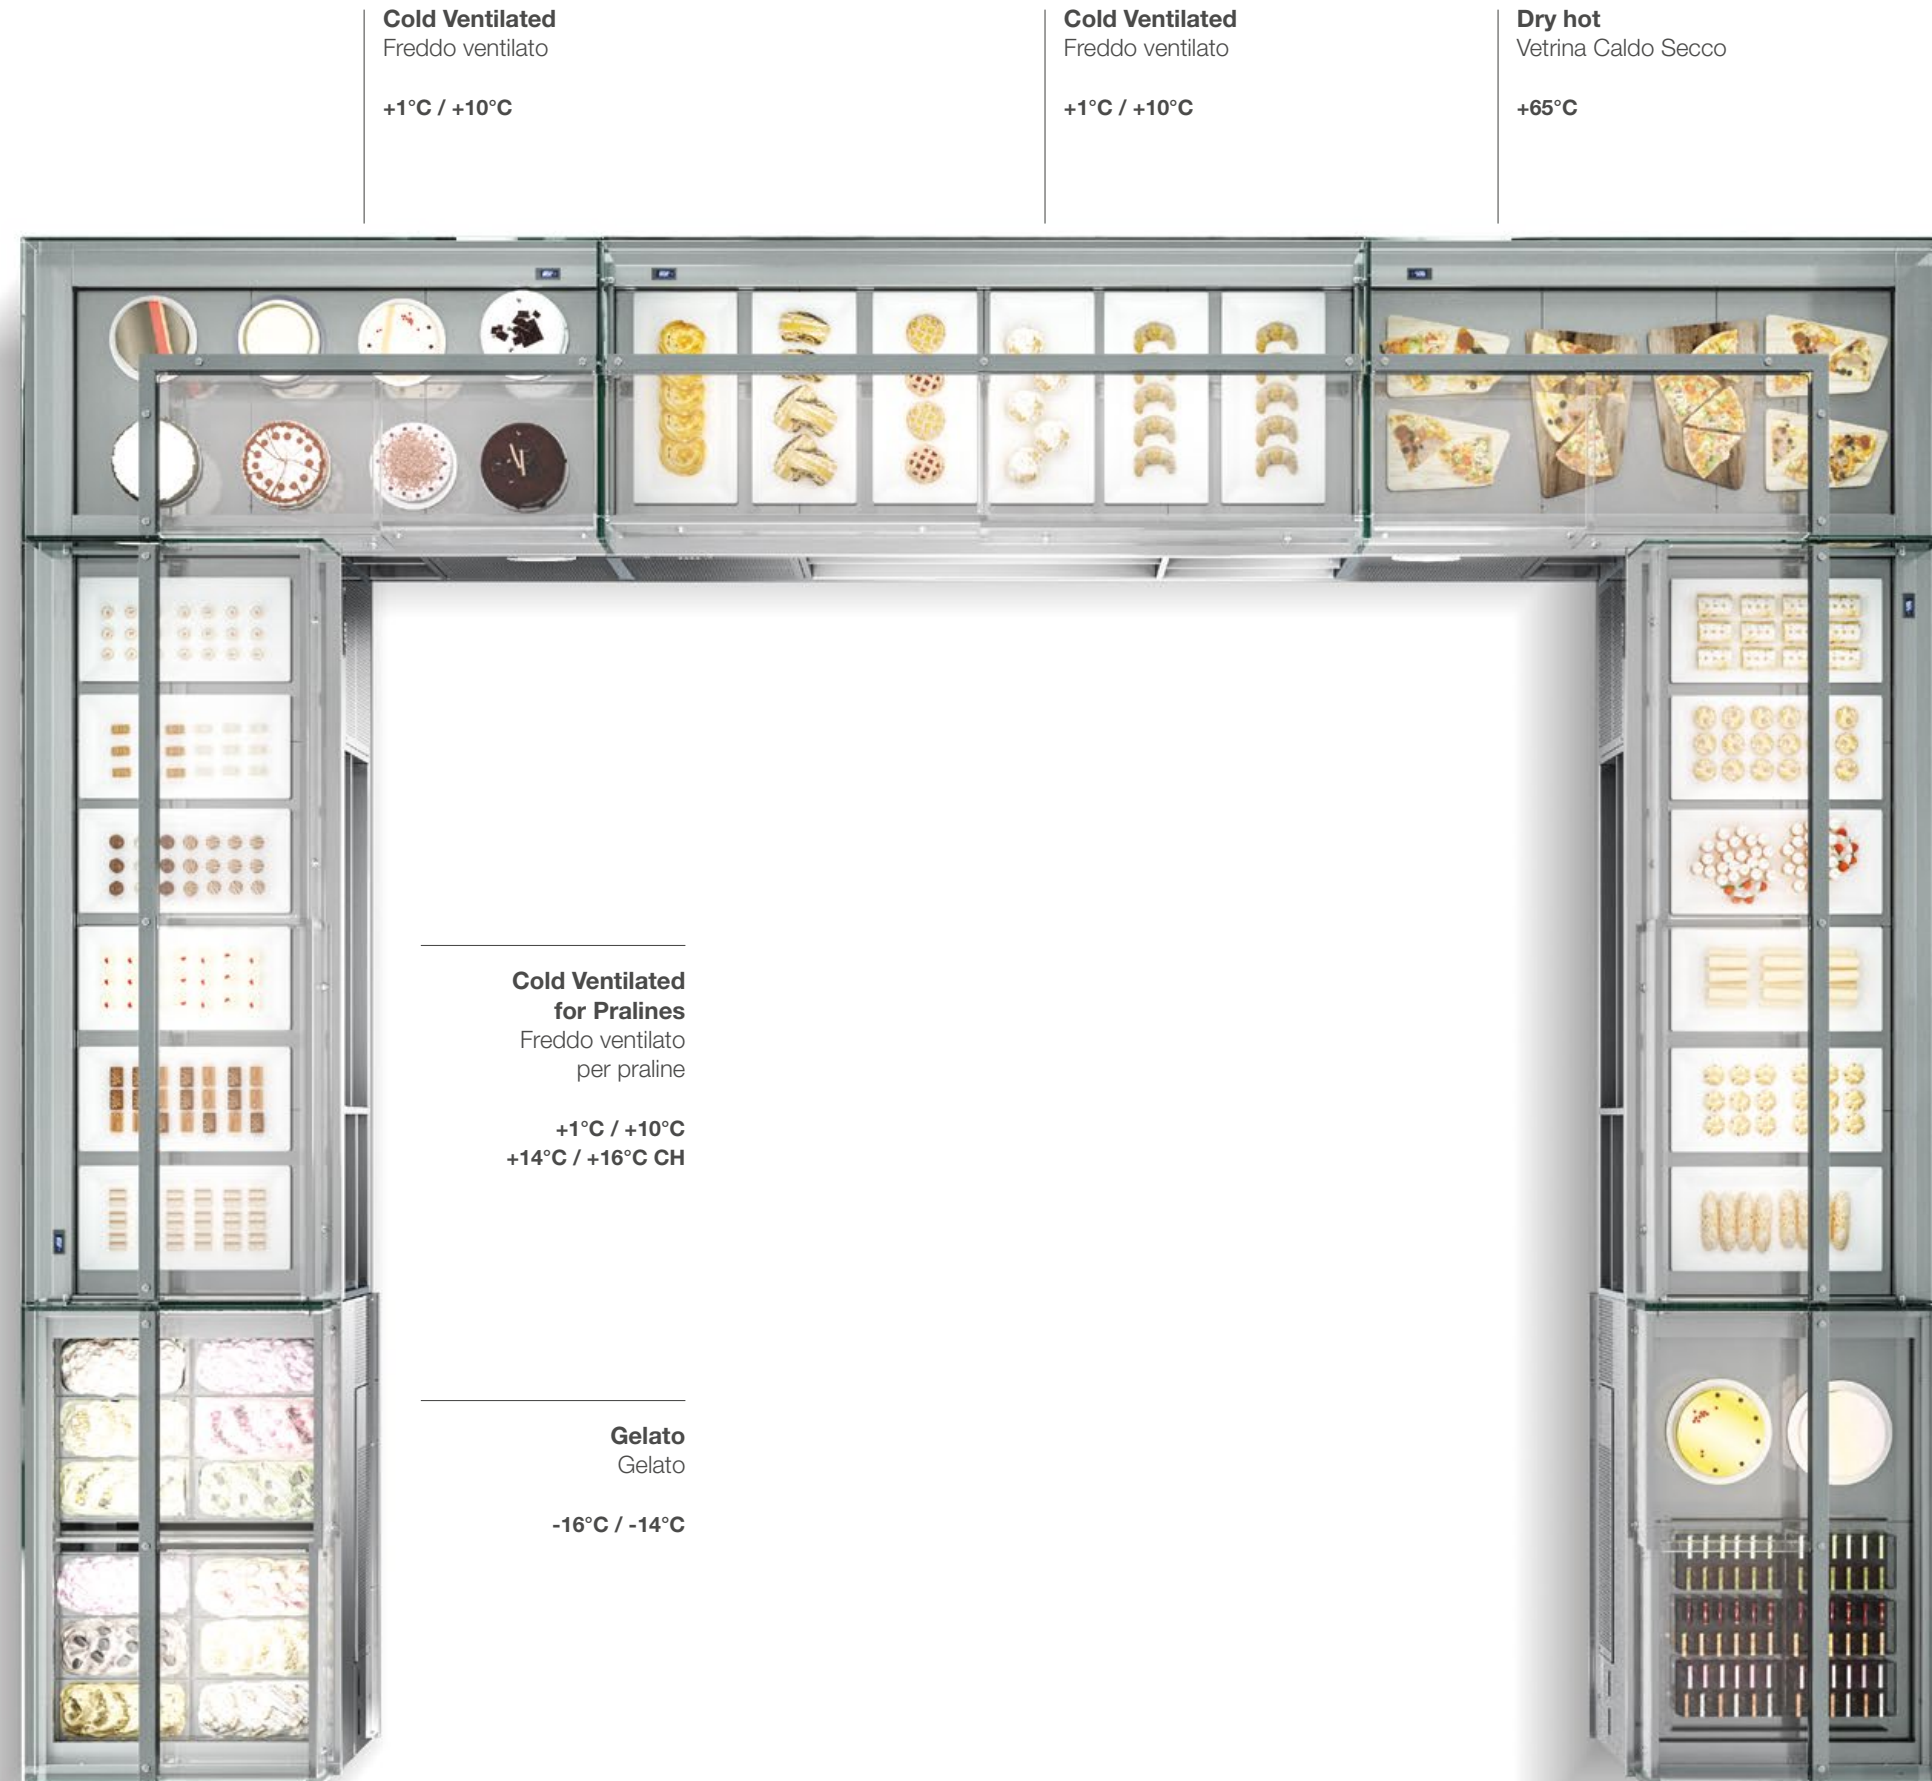 Cold Ventilated
Freddo ventilato
+1°C / +10°C
Cold Ventilated
Freddo ventilato
+1°C / +10°C
Dry hot
Vetrina Caldo Secco
+65°C
Cold Ventilated
for Pralines
Freddo ventilato
per praline
+1°C / +10°C
+14°C / +16°C CH
Gelato
Gelato
-16°C / -14°C